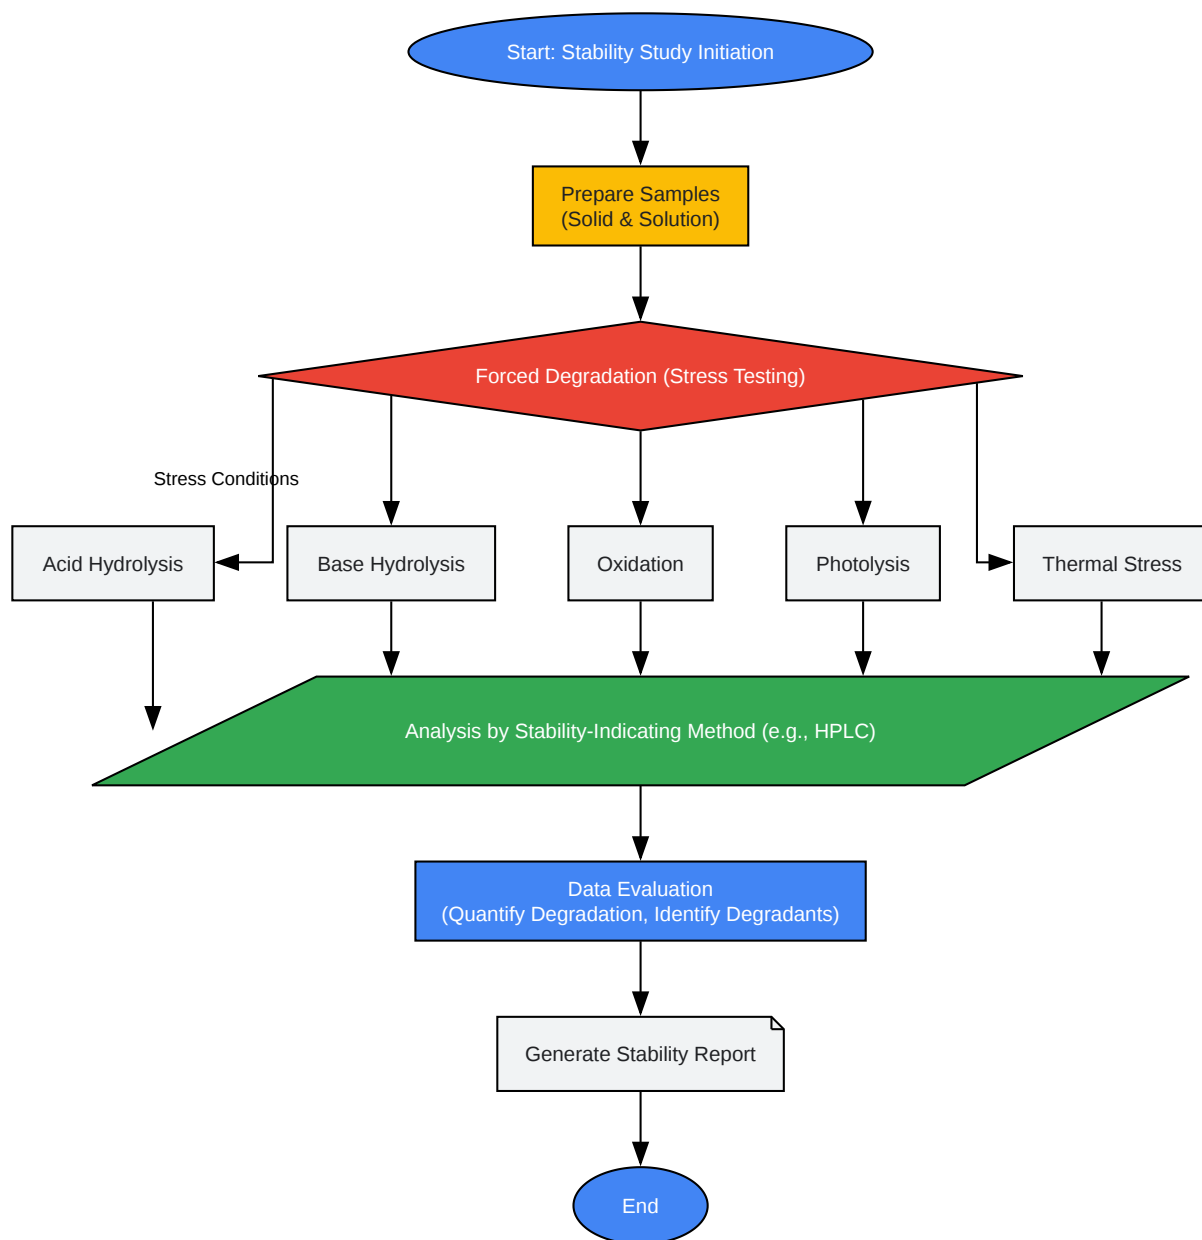 Start: Stability Study Initiation
Prepare Samples
(Solid & Solution)
Forced Degradation (Stress Testing)
Stress Conditions
Acid Hydrolysis
Base Hydrolysis
Oxidation
Photolysis
Thermal Stress
Analysis by Stability-Indicating Method (e.g., HPLC)
Data Evaluation
(Quantify Degradation, Identify Degradants)
Generate Stability Report
End